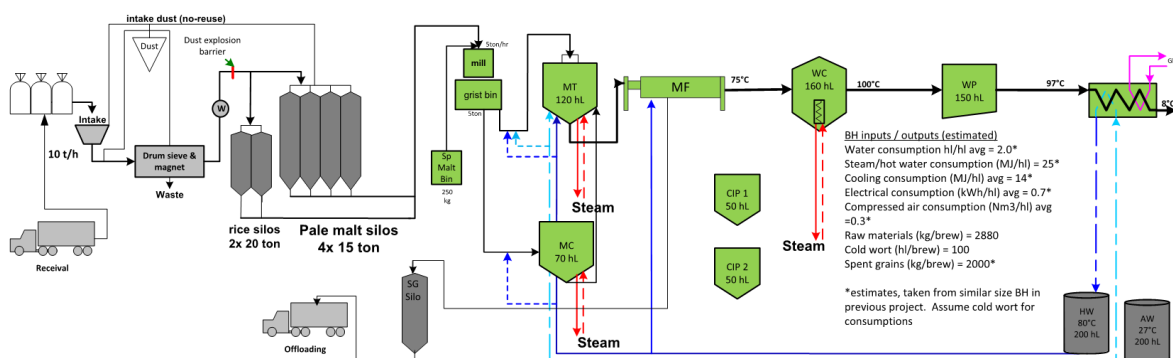 intake dust (no-reuse)
Dust
Dust explosion
barrier
Intake
10 t/h
Drum sieve &
magnet
Waste
W
rice silos
2x 20 ton
Pale malt silos
4x 15 ton
Receival
Offloading
SG
Silo
5ton/hr
mill
grist bin
5ton
Sp
Malt
Bin
250
kg
MT
120 hL
Steam
MC
70 hL
Steam
MF
75°C
CIP 1
50 hL
CIP 2
50 hL
WC
160 hL
Steam
100°C
WP
150 hL
97°C
8°C
BH inputs / outputs (estimated)
Water consumption hl/hl avg = 2.0*
Steam/hot water consumption (MJ/hl) = 25*
Cooling consumption (MJ/hl) = 14*
Electrical consumption (kWh/hl) avg = 0.7*
Compressed air consumption (Nm3/hl) avg
=0.3*
Raw materials (kg/brew) = 2880
Cold wort (hl/brew) = 100
Spent grains (kg/brew) = 2000*
*estimates, taken from similar size BH in
previous project.  Assume cold wort for
consumptions
HW
80°C
200 hL
AW
27°C
200 hL